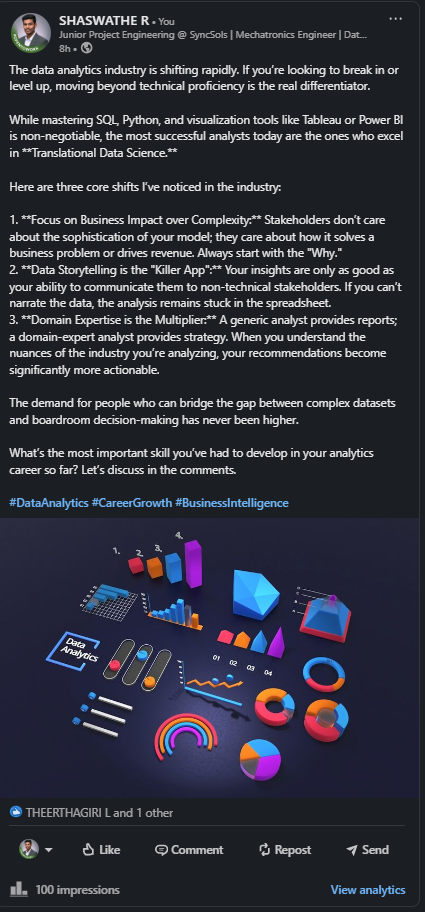 SHASWATHE R • You
Junior Project Engineering @ SyncSols | Mechatronics Engineer | Dat...
8h •
The data analytics industry is shifting rapidly. If you're looking to break in or
level up, moving beyond technical proficiency is the real differentiator.
While mastering SQL, Python, and visualization tools like Tableau or Power BI
is non-negotiable, the most successful analysts today are the ones who excel
in **Translational Data Science.**
Here are three core shifts I've noticed in the industry:
1. **Focus on Business Impact over Complexity:** Stakeholders don't care
about the sophistication of your model; they care about how it solves a
business problem or drives revenue. Always start with the "Why."
2. **Data Storytelling is the "Killer App":** Your insights are only as good as
your ability to communicate them to non-technical stakeholders. If you can't
narrate the data, the analysis remains stuck in the spreadsheet.
3. **Domain Expertise is the Multiplier:** A generic analyst provides reports;
a domain-expert analyst provides strategy. When you understand the
nuances of the industry you're analyzing, your recommendations become
significantly more actionable.
The demand for people who can bridge the gap between complex datasets
and boardroom decision-making has never been higher.
What's the most important skill you've had to develop in your analytics
career so far? Let's discuss in the comments.
#DataAnalytics #CareerGrowth #BusinessIntelligence
1. 2. 3. 4.
Data
Analytics
01 02 03 04
THEERTHAGIRI L and 1 other
Like Comment Repost Send
100 impressions View analytics